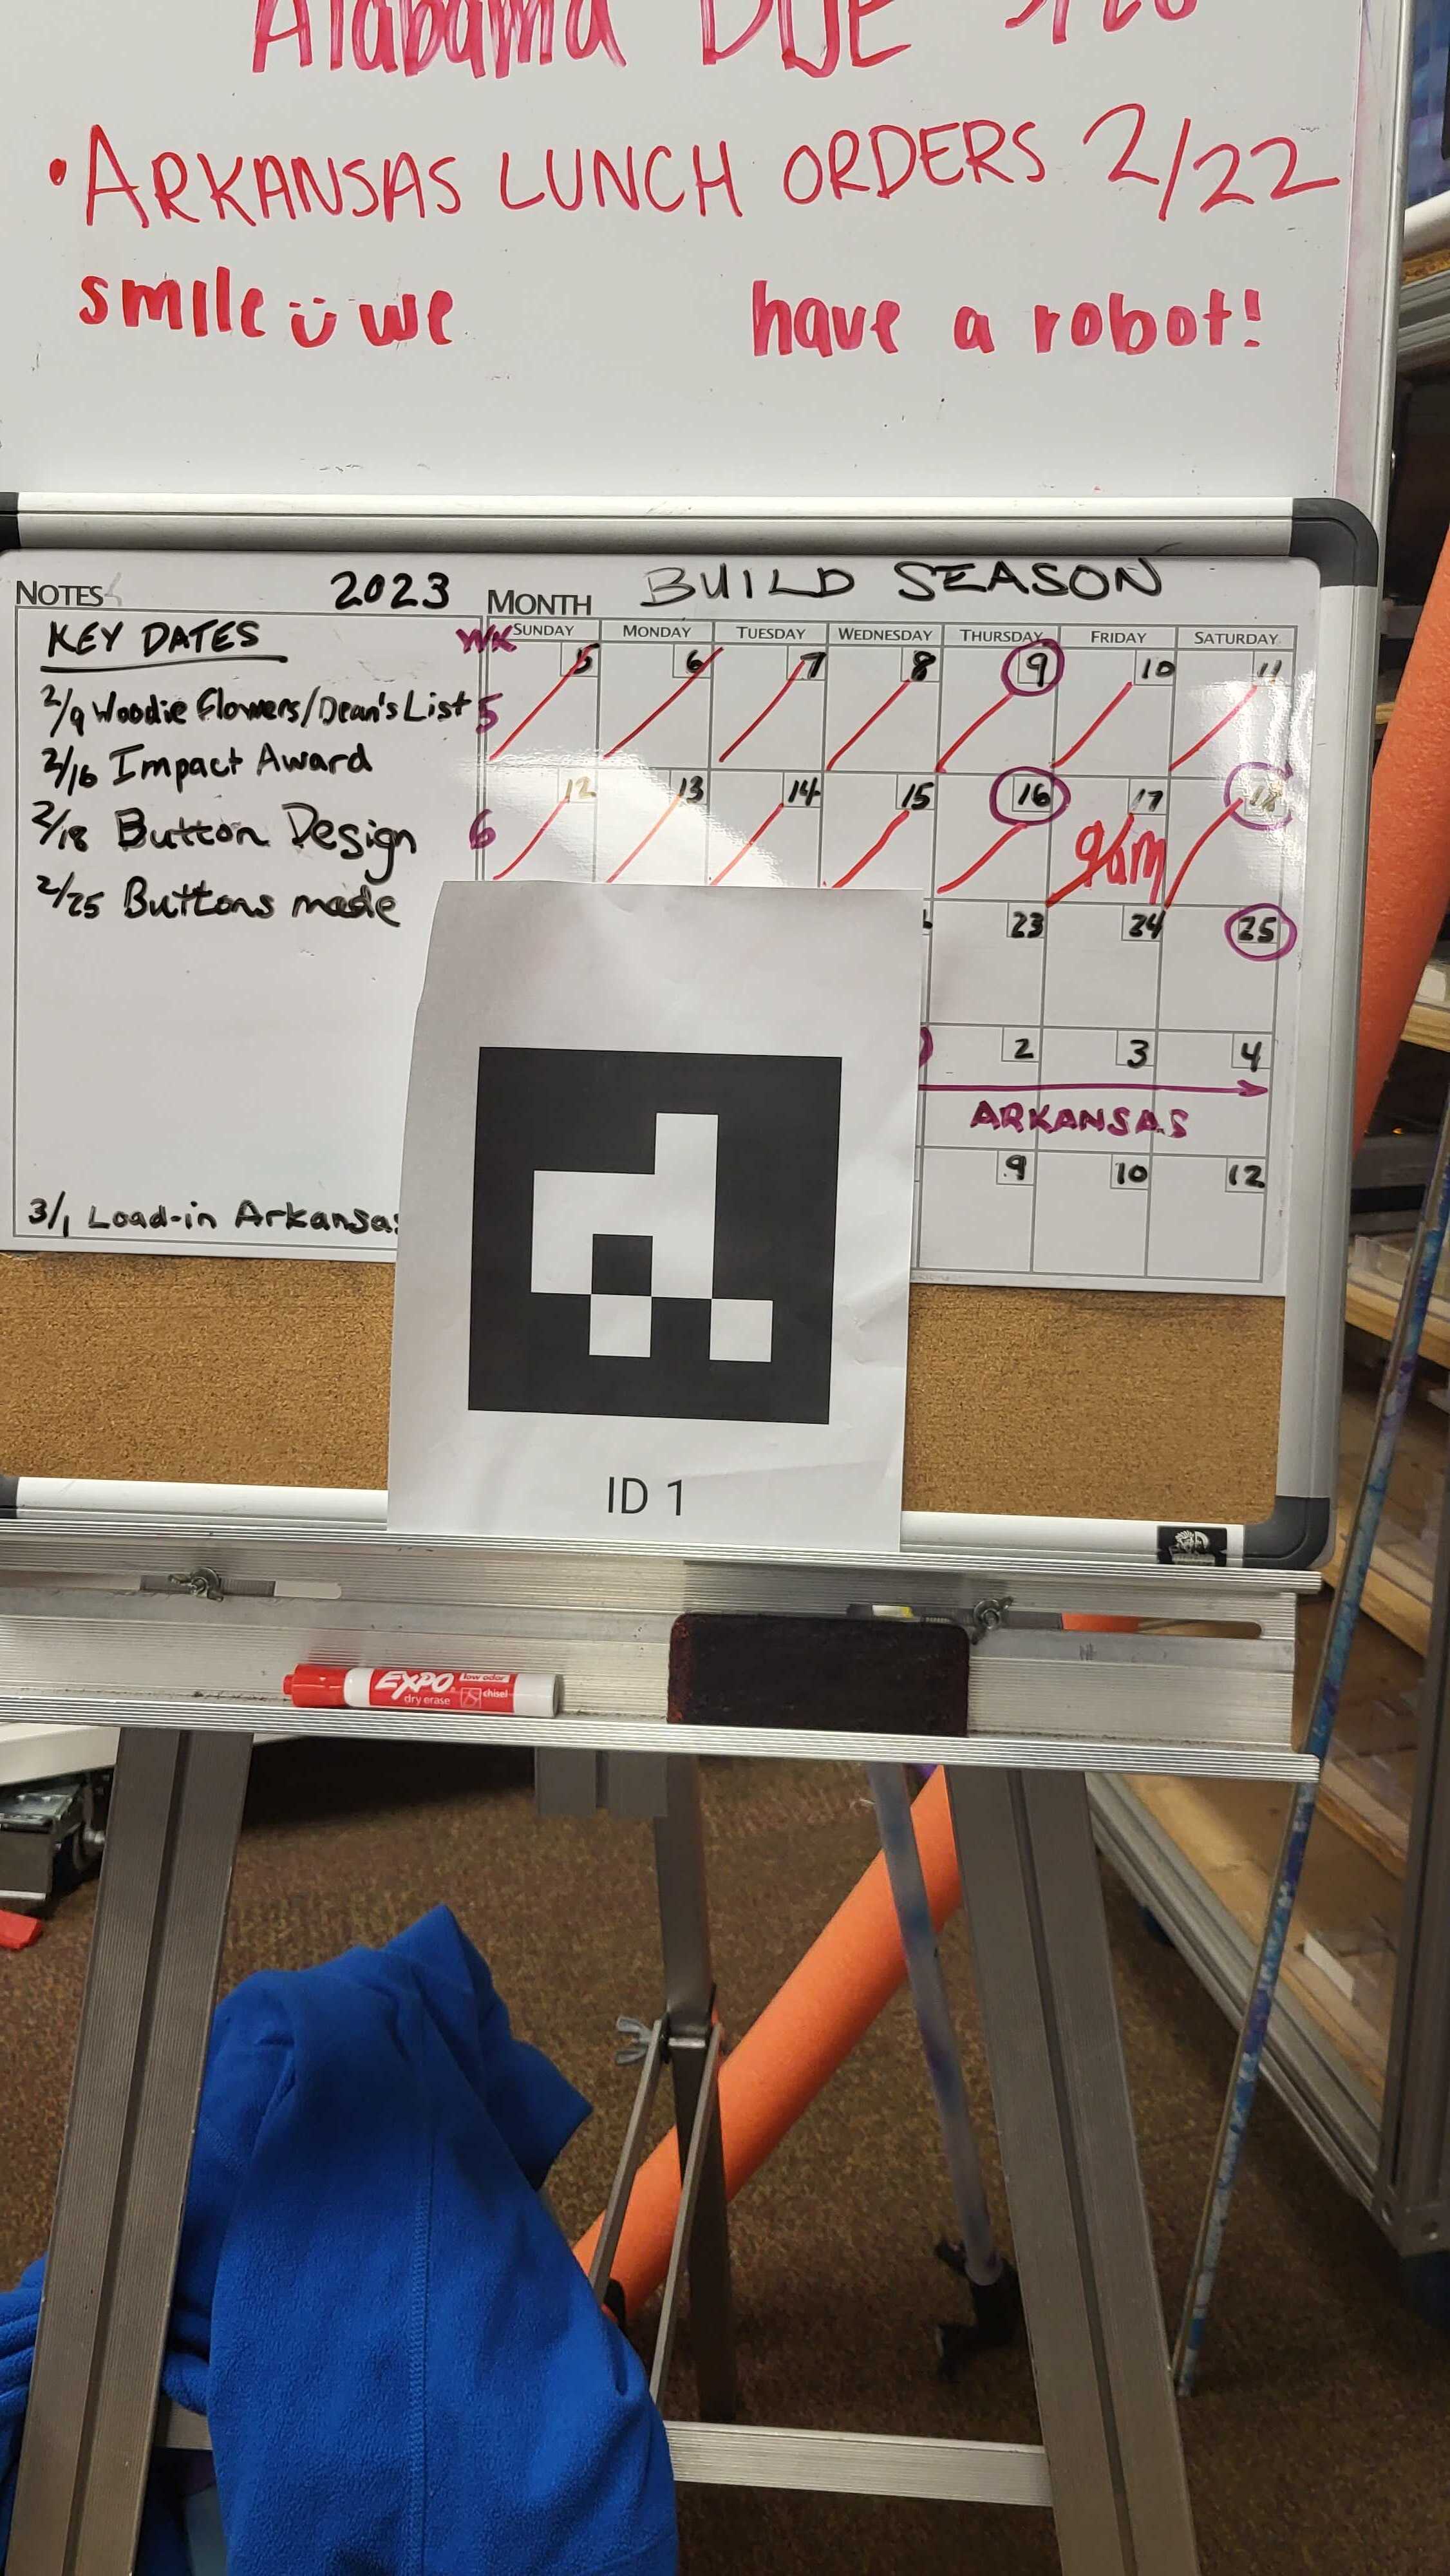 Alabama DUE
• ARKANSAS LUNCH ORDERS 2/22
smile we have a robot!
NOTES 2023 MONTH BUILD SEASON
KEY DATES
2/9 Woodie Flowers/Dean's List
2/16 Impact Award
2/18 Button Design
2/25 Buttons made
3/1 Load-in Arkansas
WK SUNDAY MONDAY TUESDAY WEDNESDAY THURSDAY FRIDAY SATURDAY
5 5 6 7 8 9 10 11
6 12 13 14 15 16 17 18
23 24 25
2 3 4
ARKANSAS
9 10 12
ID 1
EXPO low odor
dry erase chisel